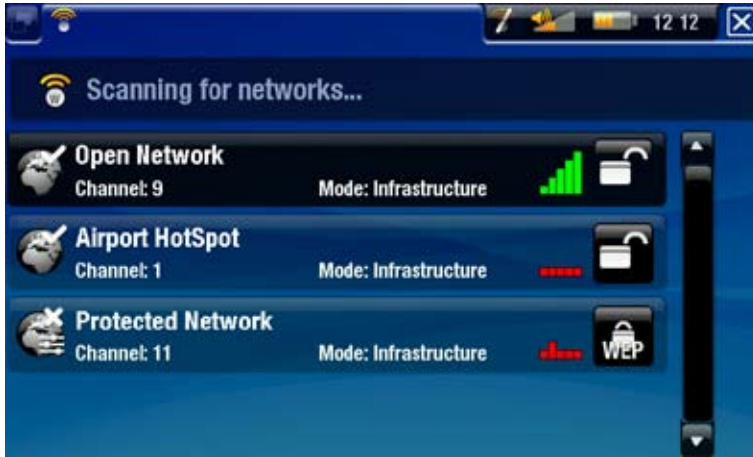 12 12
W
Scanning for networks...
Open Network
Channel: 9 Mode: Infrastructure
Airport HotSpot
Channel: 1 Mode: Infrastructure
Protected Network
Channel: 11 Mode: Infrastructure
WEP